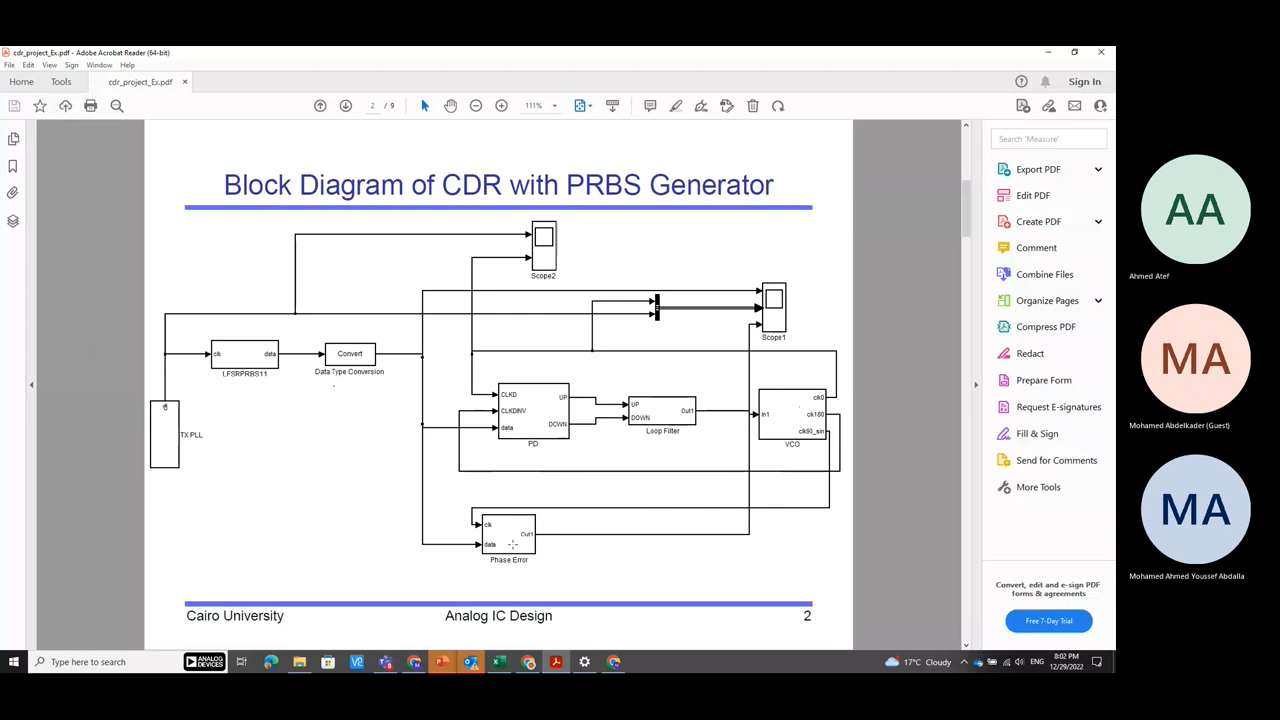 cdr_project_Ex.pdf - Adobe Acrobat Reader (64-bit)
File Edit View Sign Window Help
Home Tools cdr_project_Ex.pdf × Sign In
2 / 9 111%
Block Diagram of CDR with PRBS Generator
Scope2
Scope1
clk data
LFSRPRBS11
Convert
Data Type Conversion
TX PLL
CLKD UP
CLKDINV
data DOWN
PD
UP
DOWN Out1
Loop Filter
In1 clk0
clk180
clk90_sin
VCO
clk Out1
data
Phase Error
Cairo University Analog IC Design 2
Search 'Measure'
Export PDF
Edit PDF
Create PDF
Comment
Combine Files
Organize Pages
Compress PDF
Redact
Prepare Form
Request E-signatures
Fill & Sign
Send for Comments
More Tools
Convert, edit and e-sign PDF
forms & agreements
Free 7-Day Trial
AA
Ahmed Atef
MA
Mohamed Abdelkader (Guest)
MA
Mohamed Ahmed Youssef Abdalla
Type here to search
ANALOG
DEVICES
17°C Cloudy
ENG
8:02 PM
12/29/2022